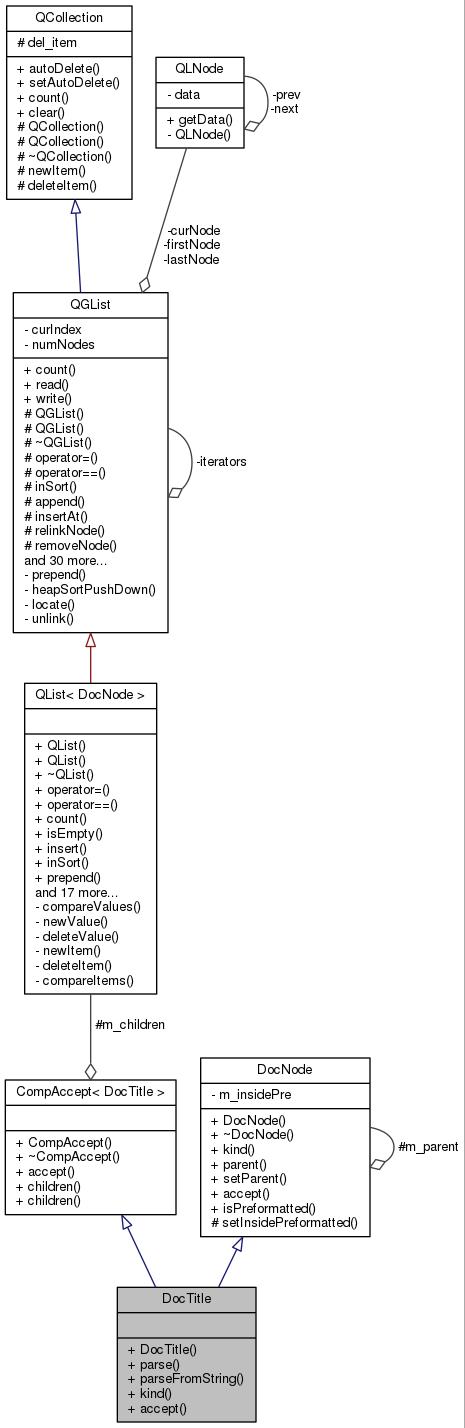 QCollection
# del_item
+ autoDelete()
+ setAutoDelete()
+ count()
+ clear()
# QCollection()
# QCollection()
# ~QCollection()
# newItem()
# deleteItem()
QLNode
- data
+ getData()
- QLNode()
-prev
-next
-curNode
-firstNode
-lastNode
QGList
- curIndex
- numNodes
+ count()
+ read()
+ write()
# QGList()
# QGList()
# ~QGList()
# operator=()
# operator==()
# inSort()
# append()
# insertAt()
# relinkNode()
# removeNode()
and 30 more...
- prepend()
- heapSortPushDown()
- locate()
- unlink()
-iterators
QList< DocNode >
+ QList()
+ QList()
+ ~QList()
+ operator=()
+ operator==()
+ count()
+ isEmpty()
+ insert()
+ inSort()
+ prepend()
and 17 more...
- compareValues()
- newValue()
- deleteValue()
- newItem()
- deleteItem()
- compareItems()
#m_children
CompAccept< DocTitle >
+ CompAccept()
+ ~CompAccept()
+ accept()
+ children()
+ children()
DocNode
- m_insidePre
+ DocNode()
+ ~DocNode()
+ kind()
+ parent()
+ setParent()
+ accept()
+ isPreformatted()
# setInsidePreformatted()
#m_parent
DocTitle
+ DocTitle()
+ parse()
+ parseFromString()
+ kind()
+ accept()